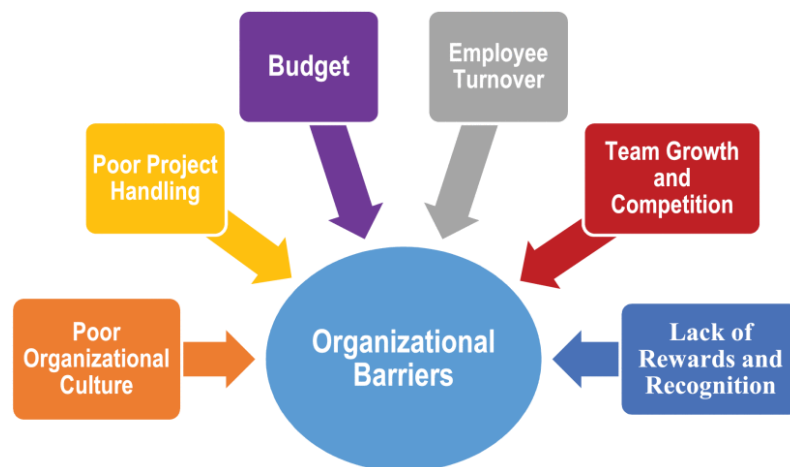 Budget
Employee
Turnover
Poor Project
Handling
Team Growth
and
Competition
Poor
Organizational
Culture
Organizational
Barriers
Lack of
Rewards and
Recognition